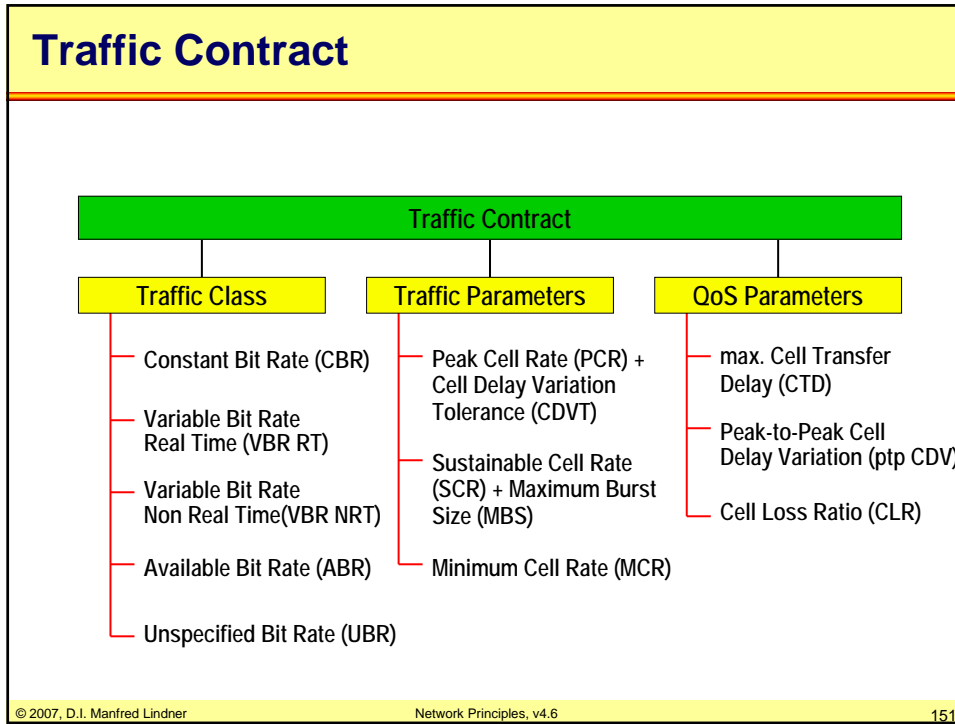 Traffic Contract
Traffic Contract
Traffic Class
Constant Bit Rate (CBR)
Variable Bit Rate
Real Time (VBR RT)
Variable Bit Rate
Non Real Time(VBR NRT)
Available Bit Rate (ABR)
Unspecified Bit Rate (UBR)
Traffic Parameters
Peak Cell Rate (PCR) +
Cell Delay Variation
Tolerance (CDVT)
Sustainable Cell Rate
(SCR) + Maximum Burst
Size (MBS)
Minimum Cell Rate (MCR)
QoS Parameters
max. Cell Transfer
Delay (CTD)
Peak-to-Peak Cell
Delay Variation (ptp CDV)
Cell Loss Ratio (CLR)
© 2007, D.I. Manfred Lindner
Network Principles, v4.6
151